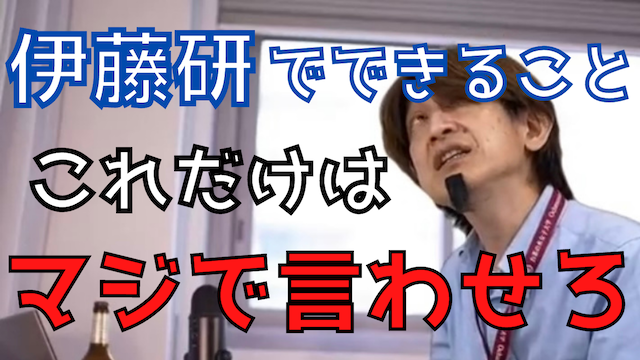 伊藤研でできること
これだけは
マジで言わせろ